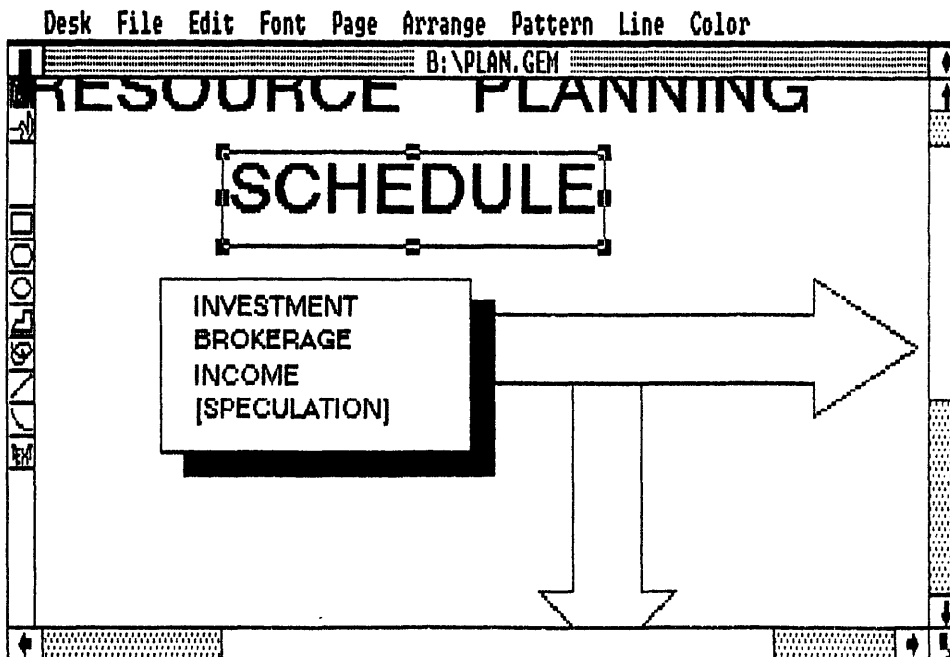 Desk File Edit Font Page Arrange Pattern Line Color
B:\PLAN.GEM
RESOURCE PLANNING
SCHEDULE
INVESTMENT
BROKERAGE
INCOME
[SPECULATION]